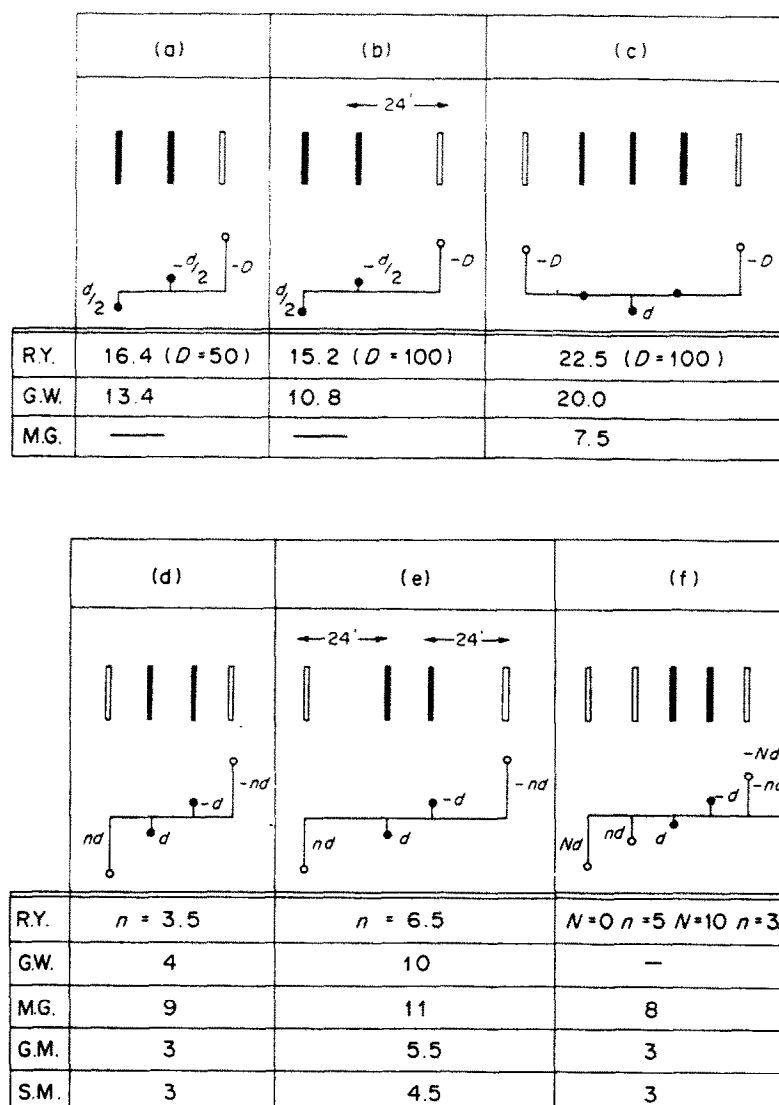 (a) (b) (c)
24'
d/2 -d/2 -D
d/2 -d/2 -D
-D d -D
R.Y. 16.4 (D=50) 15.2 (D=100) 22.5 (D=100)
G.W. 13.4 10.8 20.0
M.G. — — 7.5
(d) (e) (f)
24' 24'
nd d -d -nd
nd d -d -nd
Nd nd d -d -nd -Nd
R.Y. n = 3.5 n = 6.5 N=0 n=5 N=10 n=3
G.W. 4 10 —
M.G. 9 11 8
G.M. 3 5.5 3
S.M. 3 4.5 3